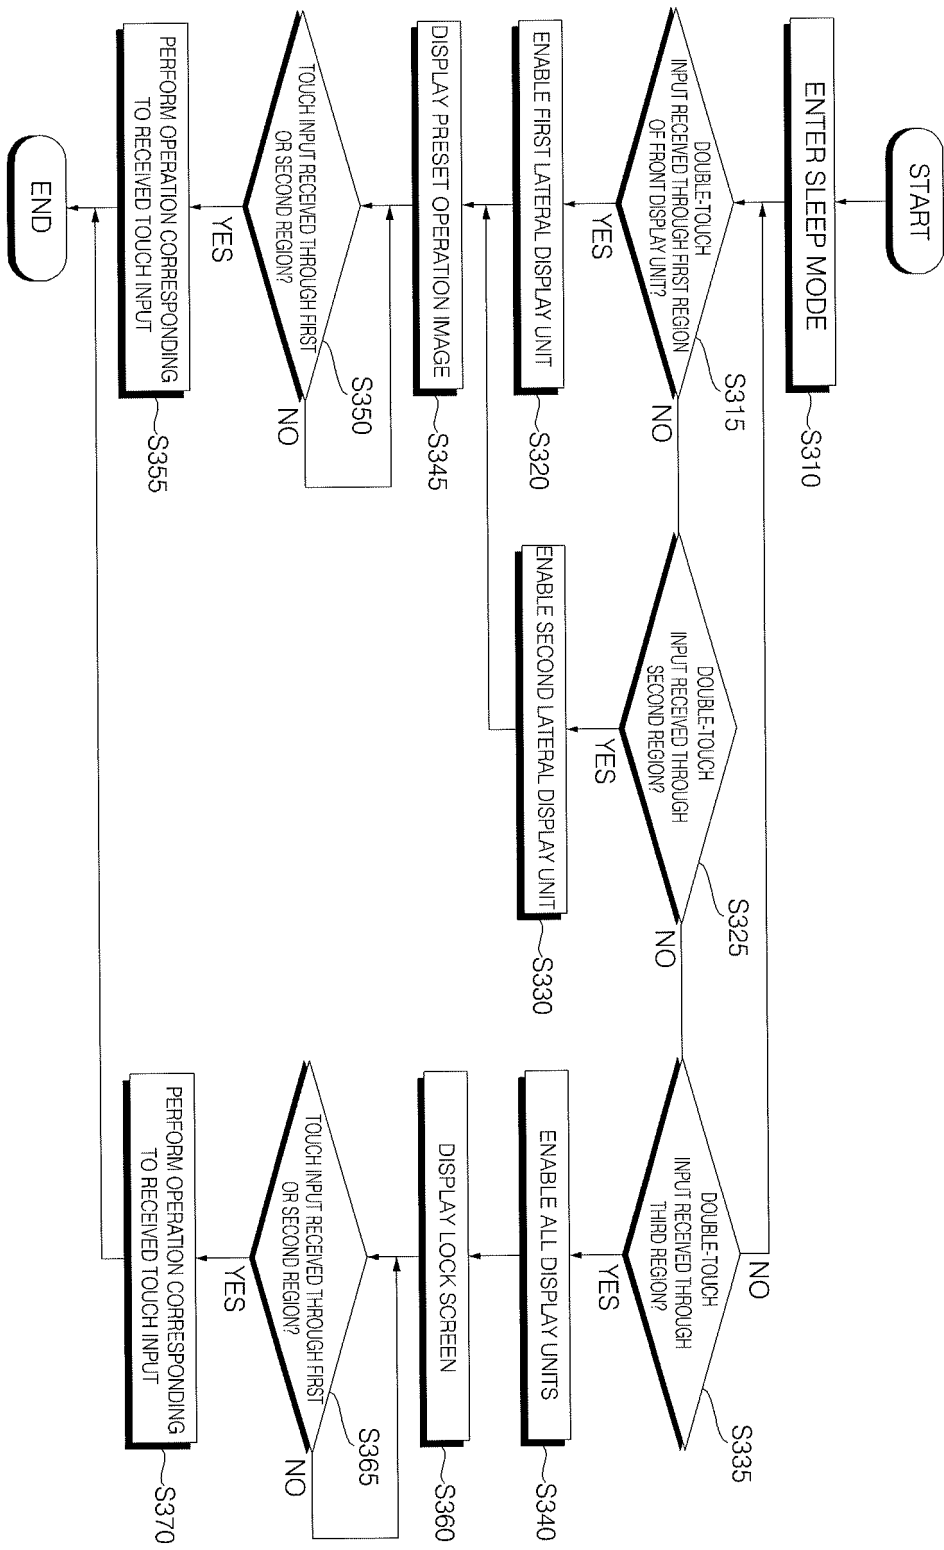 START
ENTER SLEEP MODE
S310
DOUBLE-TOUCH
INPUT RECEIVED THROUGH FIRST REGION
OF FRONT DISPLAY UNIT?
S315
NO
YES
ENABLE FIRST LATERAL DISPLAY UNIT
S320
DOUBLE-TOUCH
INPUT RECEIVED THROUGH
SECOND REGION?
S325
NO
YES
ENABLE SECOND LATERAL DISPLAY UNIT
S330
DOUBLE-TOUCH
INPUT RECEIVED THROUGH
THIRD REGION?
S335
NO
YES
ENABLE ALL DISPLAY UNITS
S340
DISPLAY PRESET OPERATION IMAGE
S345
TOUCH INPUT RECEIVED THROUGH FIRST
OR SECOND REGION?
S350
NO
YES
PERFORM OPERATION CORRESPONDING
TO RECEIVED TOUCH INPUT
S355
DISPLAY LOCK SCREEN
S360
TOUCH INPUT RECEIVED THROUGH FIRST
OR SECOND REGION?
S365
NO
YES
PERFORM OPERATION CORRESPONDING
TO RECEIVED TOUCH INPUT
S370
END